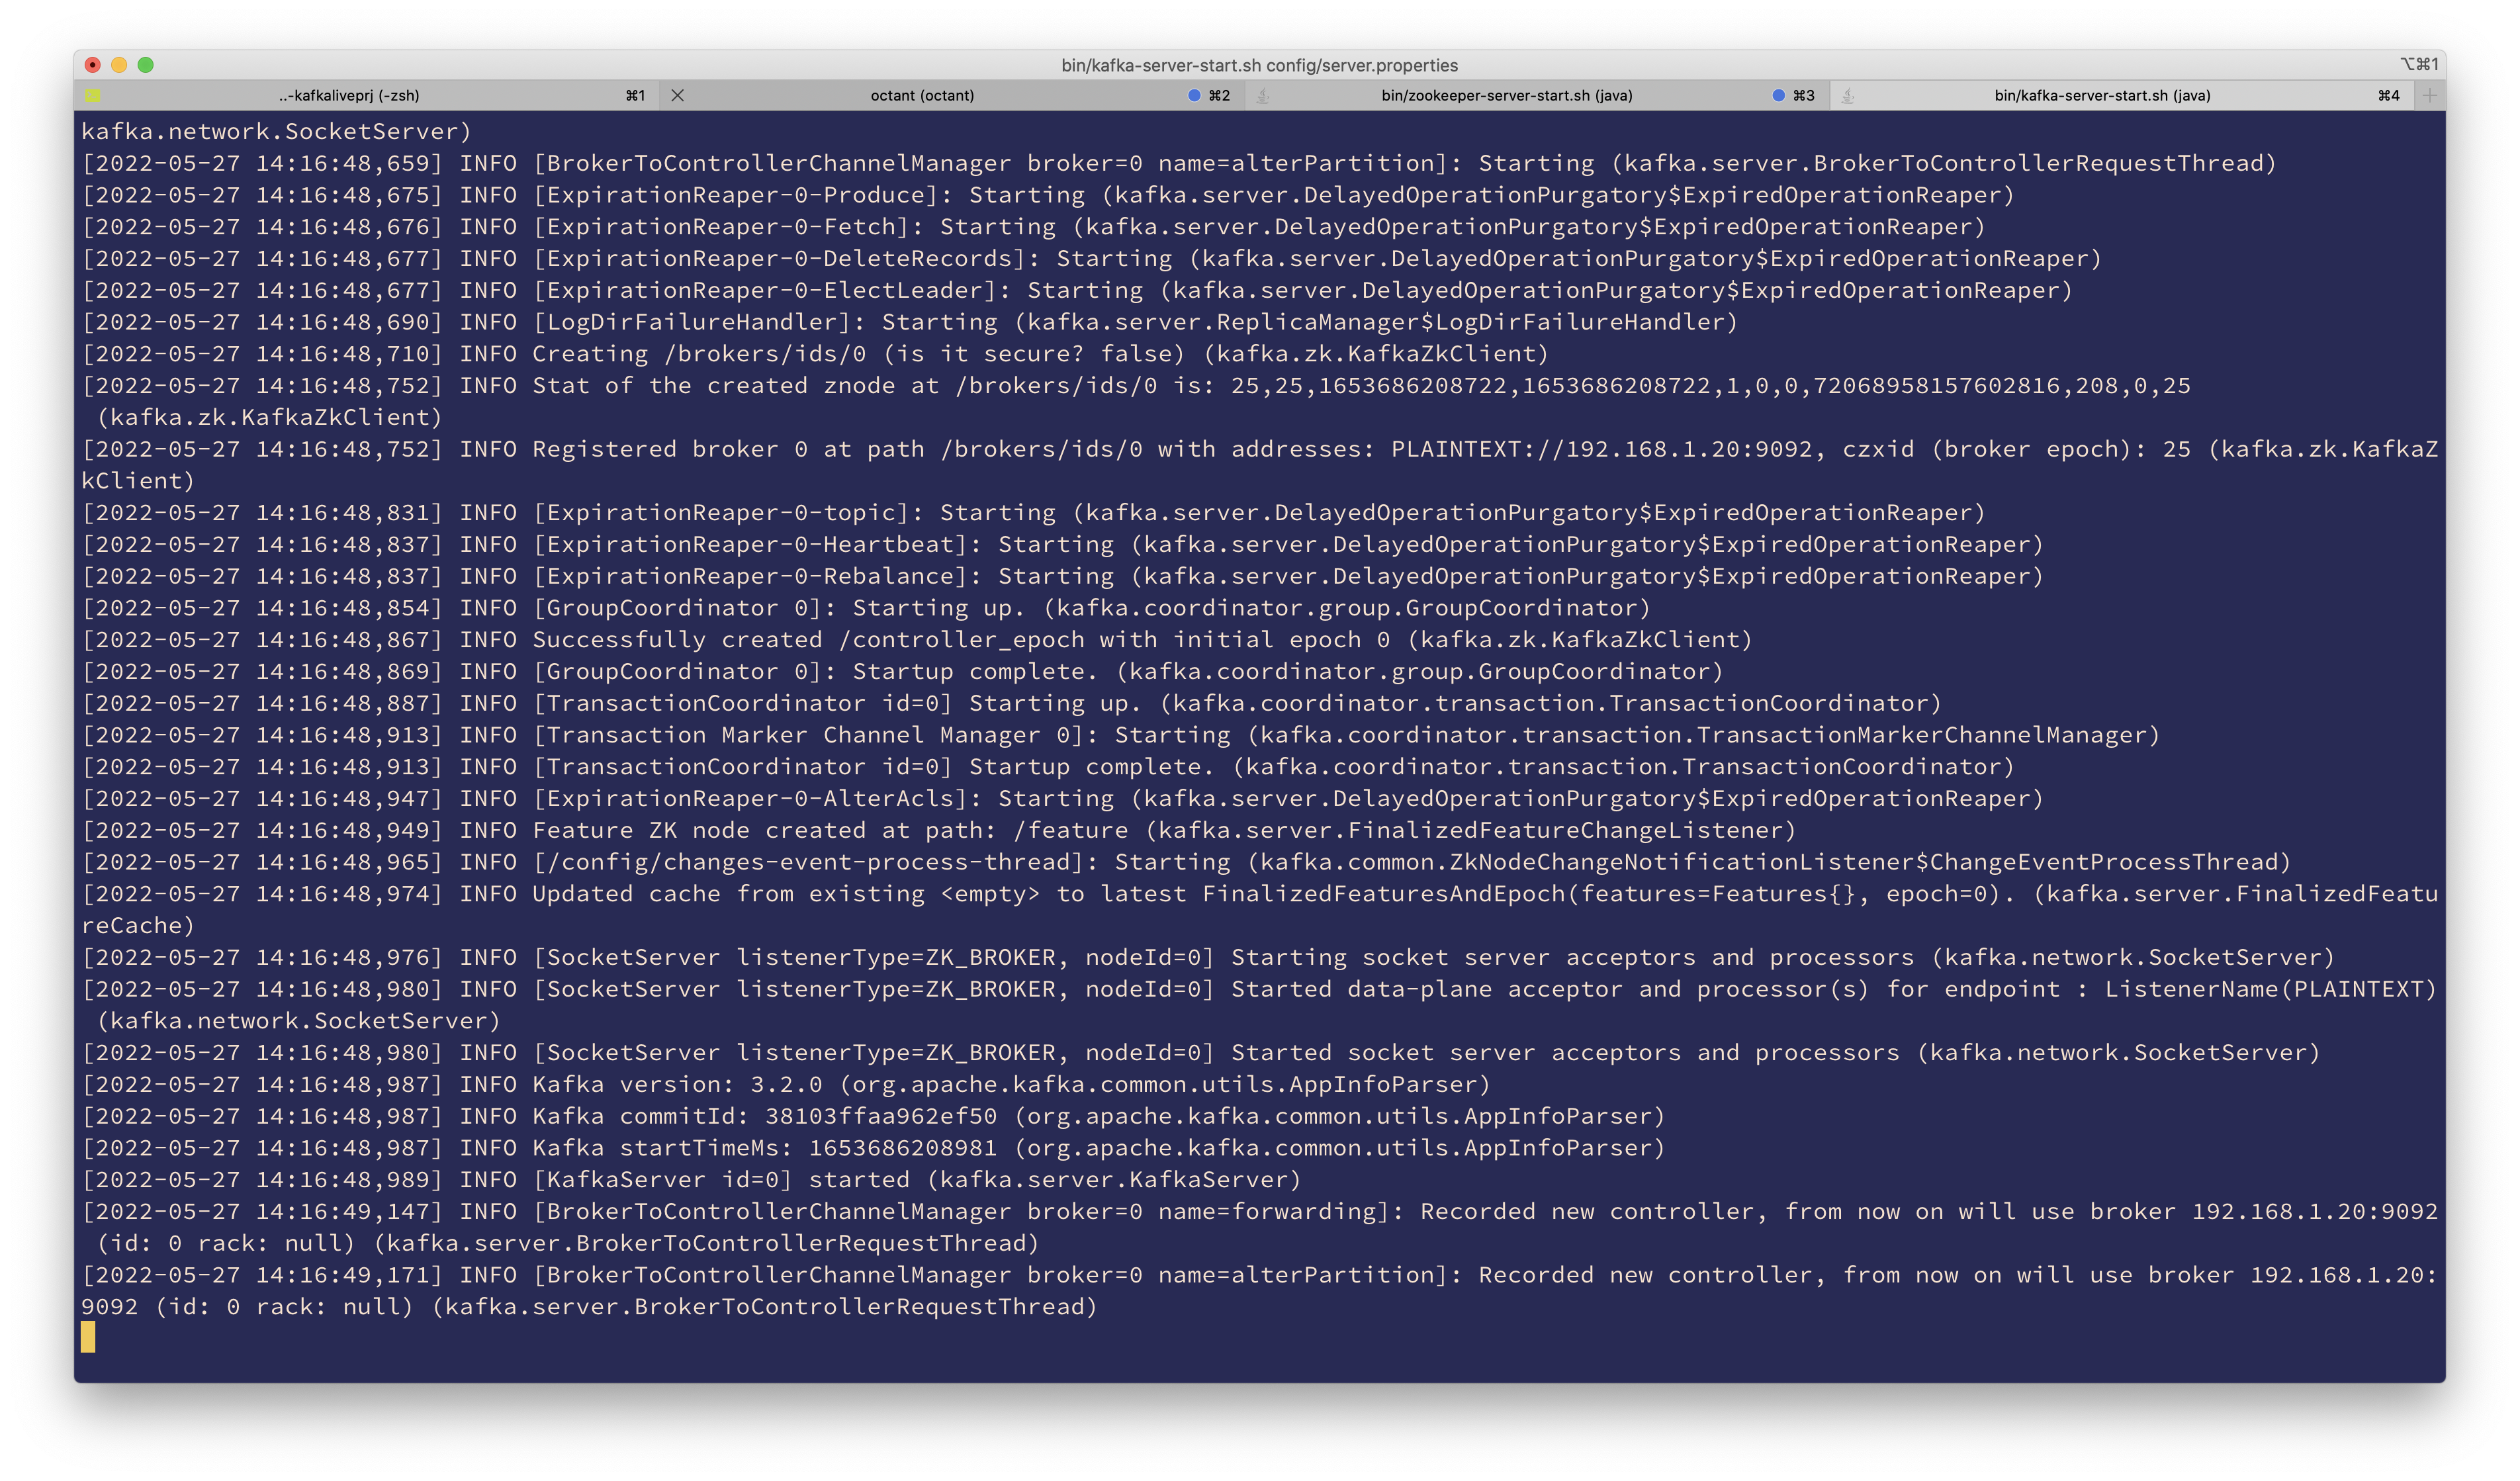 bin/kafka-server-start.sh config/server.properties
⌥⌘1
..-kafkaliveprj (-zsh) ⌘1
octant (octant) ⌘2
bin/zookeeper-server-start.sh (java) ⌘3
bin/kafka-server-start.sh (java) ⌘4
kafka.network.SocketServer)
[2022-05-27 14:16:48,659] INFO [BrokerToControllerChannelManager broker=0 name=alterPartition]: Starting (kafka.server.BrokerToControllerRequestThread)
[2022-05-27 14:16:48,675] INFO [ExpirationReaper-0-Produce]: Starting (kafka.server.DelayedOperationPurgatory$ExpiredOperationReaper)
[2022-05-27 14:16:48,676] INFO [ExpirationReaper-0-Fetch]: Starting (kafka.server.DelayedOperationPurgatory$ExpiredOperationReaper)
[2022-05-27 14:16:48,677] INFO [ExpirationReaper-0-DeleteRecords]: Starting (kafka.server.DelayedOperationPurgatory$ExpiredOperationReaper)
[2022-05-27 14:16:48,677] INFO [ExpirationReaper-0-ElectLeader]: Starting (kafka.server.DelayedOperationPurgatory$ExpiredOperationReaper)
[2022-05-27 14:16:48,690] INFO [LogDirFailureHandler]: Starting (kafka.server.ReplicaManager$LogDirFailureHandler)
[2022-05-27 14:16:48,710] INFO Creating /brokers/ids/0 (is it secure? false) (kafka.zk.KafkaZkClient)
[2022-05-27 14:16:48,752] INFO Stat of the created znode at /brokers/ids/0 is: 25,25,1653686208722,1653686208722,1,0,0,72068958157602816,208,0,25
 (kafka.zk.KafkaZkClient)
[2022-05-27 14:16:48,752] INFO Registered broker 0 at path /brokers/ids/0 with addresses: PLAINTEXT://192.168.1.20:9092, czxid (broker epoch): 25 (kafka.zk.KafkaZ
kClient)
[2022-05-27 14:16:48,831] INFO [ExpirationReaper-0-topic]: Starting (kafka.server.DelayedOperationPurgatory$ExpiredOperationReaper)
[2022-05-27 14:16:48,837] INFO [ExpirationReaper-0-Heartbeat]: Starting (kafka.server.DelayedOperationPurgatory$ExpiredOperationReaper)
[2022-05-27 14:16:48,837] INFO [ExpirationReaper-0-Rebalance]: Starting (kafka.server.DelayedOperationPurgatory$ExpiredOperationReaper)
[2022-05-27 14:16:48,854] INFO [GroupCoordinator 0]: Starting up. (kafka.coordinator.group.GroupCoordinator)
[2022-05-27 14:16:48,867] INFO Successfully created /controller_epoch with initial epoch 0 (kafka.zk.KafkaZkClient)
[2022-05-27 14:16:48,869] INFO [GroupCoordinator 0]: Startup complete. (kafka.coordinator.group.GroupCoordinator)
[2022-05-27 14:16:48,887] INFO [TransactionCoordinator id=0] Starting up. (kafka.coordinator.transaction.TransactionCoordinator)
[2022-05-27 14:16:48,913] INFO [Transaction Marker Channel Manager 0]: Starting (kafka.coordinator.transaction.TransactionMarkerChannelManager)
[2022-05-27 14:16:48,913] INFO [TransactionCoordinator id=0] Startup complete. (kafka.coordinator.transaction.TransactionCoordinator)
[2022-05-27 14:16:48,947] INFO [ExpirationReaper-0-AlterAcls]: Starting (kafka.server.DelayedOperationPurgatory$ExpiredOperationReaper)
[2022-05-27 14:16:48,949] INFO Feature ZK node created at path: /feature (kafka.server.FinalizedFeatureChangeListener)
[2022-05-27 14:16:48,965] INFO [/config/changes-event-process-thread]: Starting (kafka.common.ZkNodeChangeNotificationListener$ChangeEventProcessThread)
[2022-05-27 14:16:48,974] INFO Updated cache from existing <empty> to latest FinalizedFeaturesAndEpoch(features=Features{}, epoch=0). (kafka.server.FinalizedFeatu
reCache)
[2022-05-27 14:16:48,976] INFO [SocketServer listenerType=ZK_BROKER, nodeId=0] Starting socket server acceptors and processors (kafka.network.SocketServer)
[2022-05-27 14:16:48,980] INFO [SocketServer listenerType=ZK_BROKER, nodeId=0] Started data-plane acceptor and processor(s) for endpoint : ListenerName(PLAINTEXT)
 (kafka.network.SocketServer)
[2022-05-27 14:16:48,980] INFO [SocketServer listenerType=ZK_BROKER, nodeId=0] Started socket server acceptors and processors (kafka.network.SocketServer)
[2022-05-27 14:16:48,987] INFO Kafka version: 3.2.0 (org.apache.kafka.common.utils.AppInfoParser)
[2022-05-27 14:16:48,987] INFO Kafka commitId: 38103ffaa962ef50 (org.apache.kafka.common.utils.AppInfoParser)
[2022-05-27 14:16:48,987] INFO Kafka startTimeMs: 1653686208981 (org.apache.kafka.common.utils.AppInfoParser)
[2022-05-27 14:16:48,989] INFO [KafkaServer id=0] started (kafka.server.KafkaServer)
[2022-05-27 14:16:49,147] INFO [BrokerToControllerChannelManager broker=0 name=forwarding]: Recorded new controller, from now on will use broker 192.168.1.20:9092
 (id: 0 rack: null) (kafka.server.BrokerToControllerRequestThread)
[2022-05-27 14:16:49,171] INFO [BrokerToControllerChannelManager broker=0 name=alterPartition]: Recorded new controller, from now on will use broker 192.168.1.20:
9092 (id: 0 rack: null) (kafka.server.BrokerToControllerRequestThread)